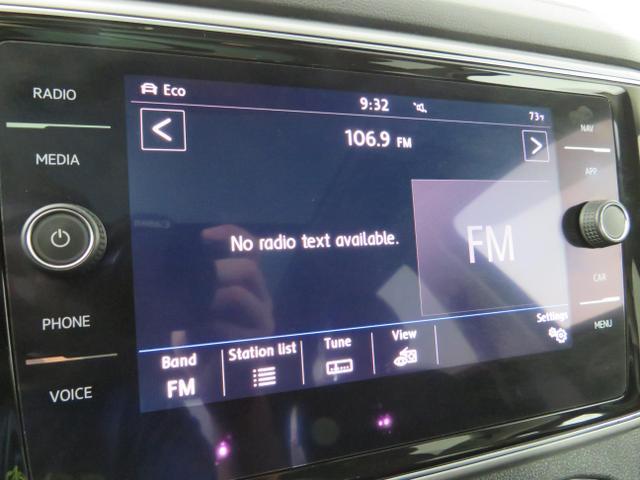 RADIO
MEDIA
PHONE
VOICE
Eco
9:32
73°F
106.9 FM
No radio text available.
FM
Band
FM
Station list
Tune
View
Settings
NAV
APP
CAR
MENU